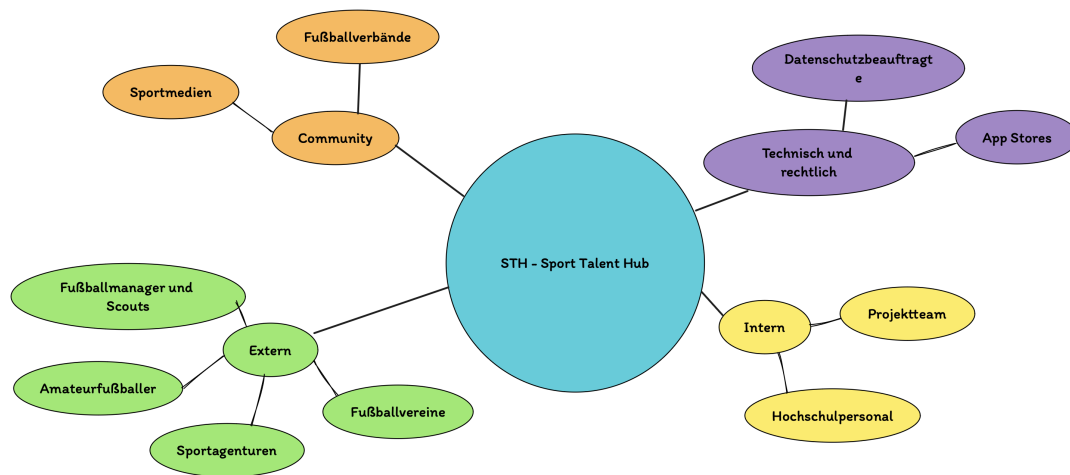 Fußballverbände
Sportmedien
Community
Datenschutzbeauftragt
e
Technisch und
rechtlich
App Stores
STH - Sport Talent Hub
Fußballmanager und
Scouts
Extern
Amateurfußballer
Sportagenturen
Fußballvereine
Intern
Projektteam
Hochschulpersonal